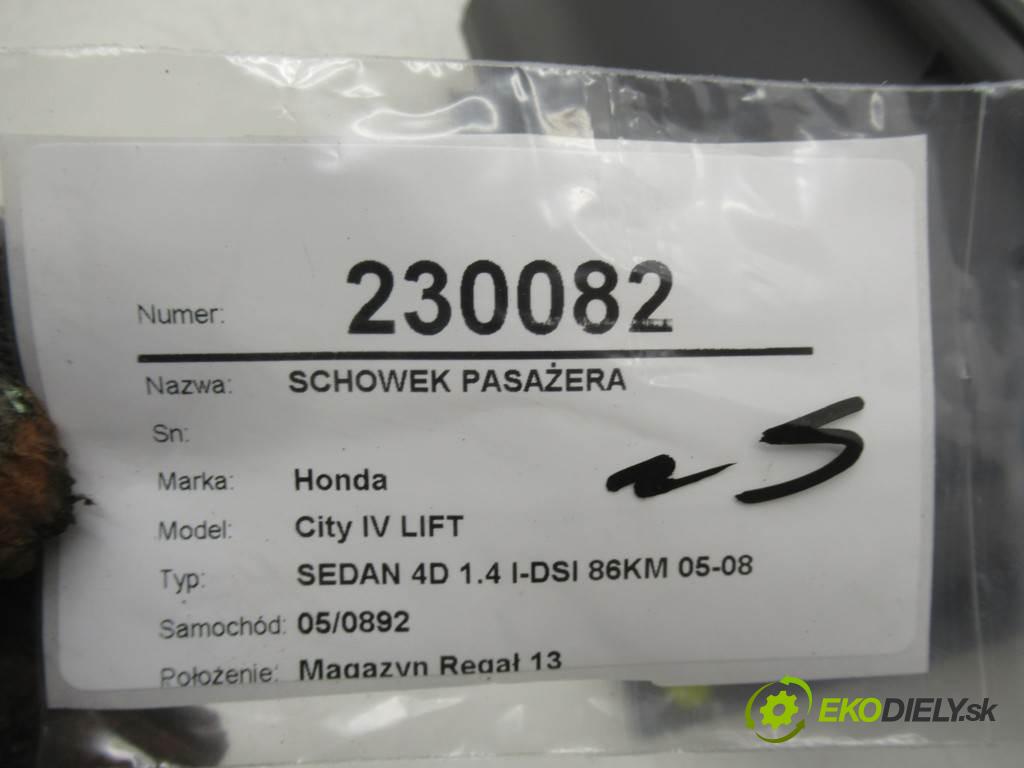 Numer: 230082
Nazwa: SCHOWEK PASAŻERA
Sn:
Marka: Honda
Model: City IV LIFT
Typ: SEDAN 4D 1.4 I-DSI 86KM 05-08
Samochód: 05/0892
Położenie: Magazyn Regał 13
EKODIELY.sk